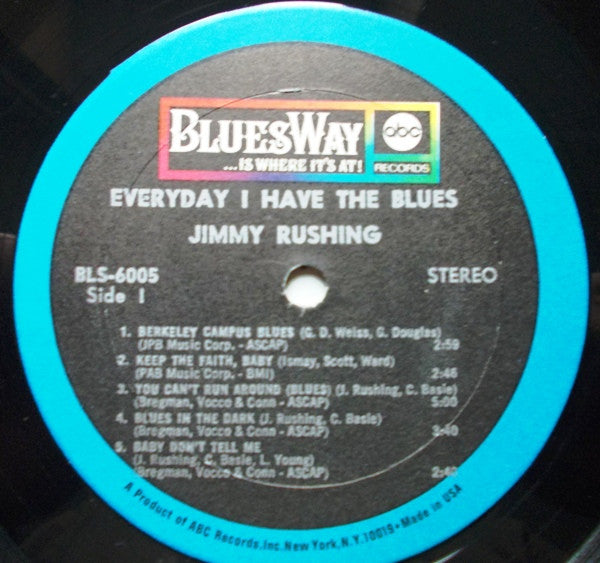 BLUESWAY
...IS WHERE IT'S AT!
abc
RECORDS
EVERYDAY I HAVE THE BLUES
JIMMY RUSHING
BLS-6005
Side 1
STEREO
1. BERKELEY CAMPUS BLUES (G. D. Weiss, G. Douglas)
(JPB Music Corp. - ASCAP) 2:59
2. KEEP THE FAITH, BABY (Ismay, Scott, Ward)
(PAB Music Corp. - BMI) 2:46
3. YOU CAN'T RUN AROUND (BLUES) (J. Rushing, C. Basie)
(Bregman, Vocco & Conn - ASCAP) 5:00
4. BLUES IN THE DARK (J. Rushing, C. Basie)
(Bregman, Vocco & Conn - ASCAP)
5. BABY DON'T TELL ME
(J. Rushing, C. Basie, L. Young)
(Bregman, Vocco & Conn - ASCAP)
A Product of ABC Records, Inc. New York, N.Y. 10019 • Made in USA